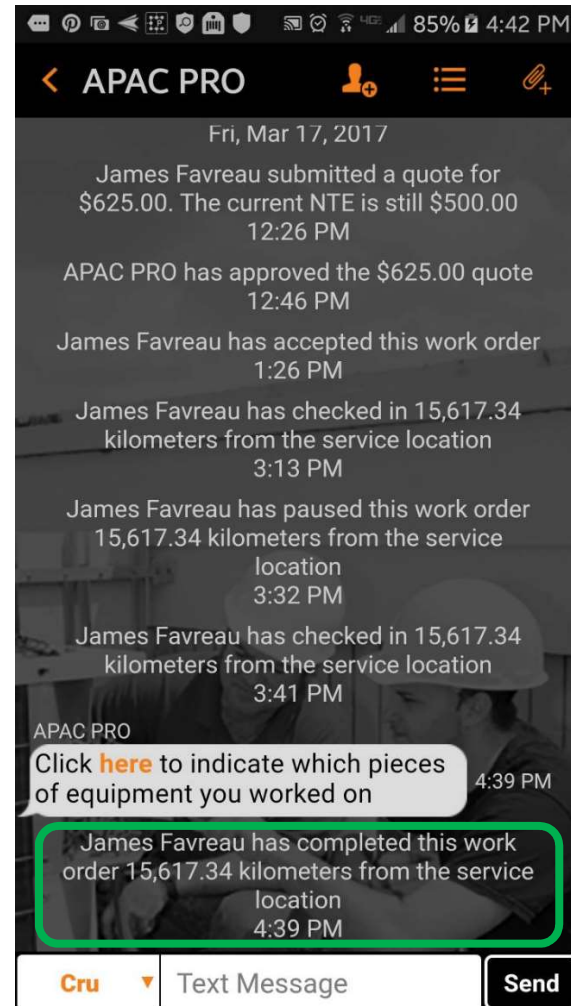 4G 85% 4:42 PM
APAC PRO
Fri, Mar 17, 2017
James Favreau submitted a quote for
$625.00. The current NTE is still $500.00
12:26 PM
APAC PRO has approved the $625.00 quote
12:46 PM
James Favreau has accepted this work order
1:26 PM
James Favreau has checked in 15,617.34
kilometers from the service location
3:13 PM
James Favreau has paused this work order
15,617.34 kilometers from the service
location
3:32 PM
James Favreau has checked in 15,617.34
kilometers from the service location
3:41 PM
APAC PRO
Click here to indicate which pieces
of equipment you worked on
4:39 PM
James Favreau has completed this work
order 15,617.34 kilometers from the service
location
4:39 PM
Cru Text Message Send